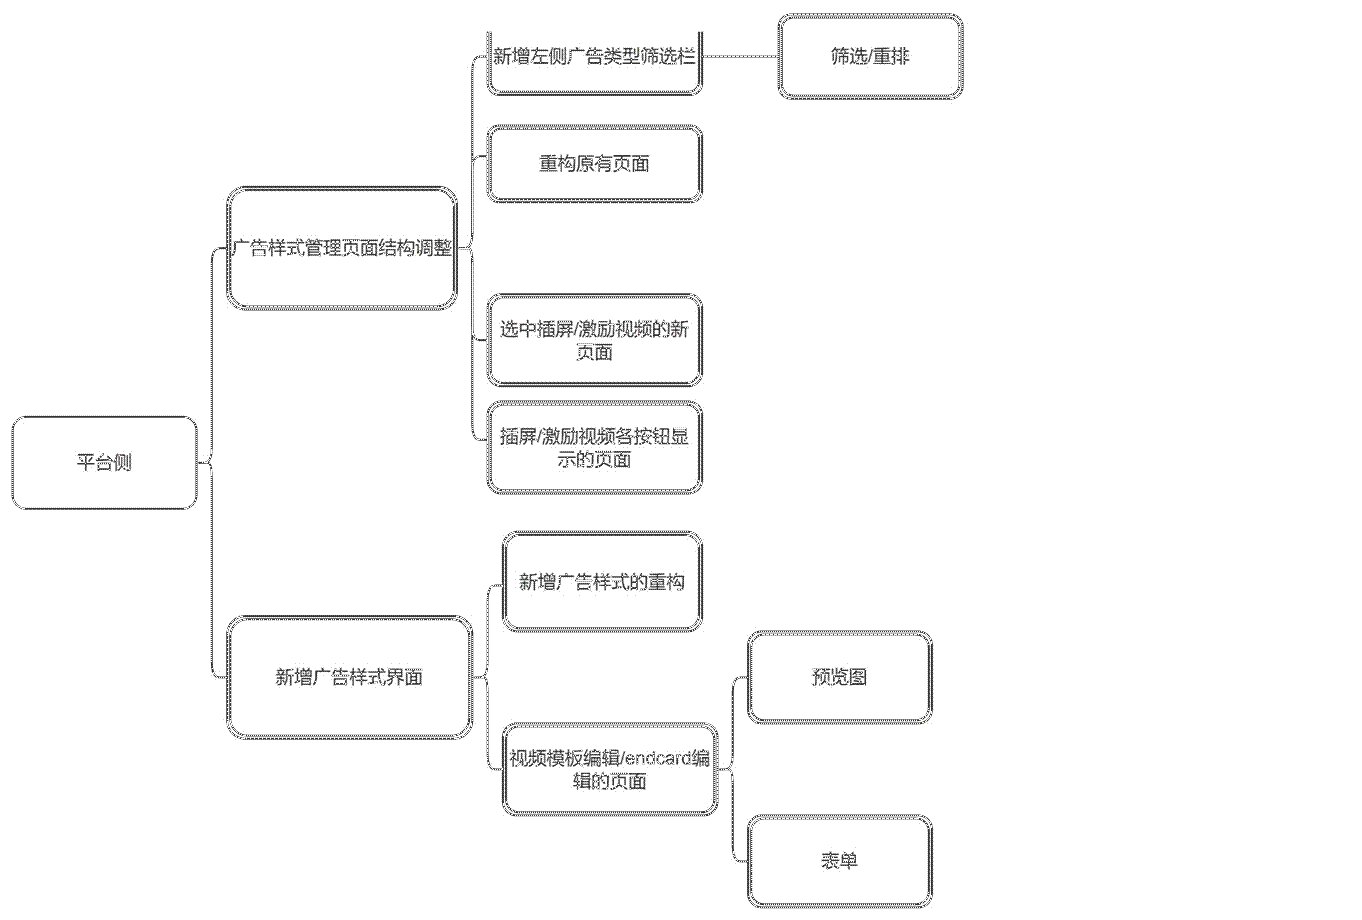 新增左侧广告类型筛选栏
筛选/重排
重构原有页面
广告样式管理页面结构调整
选中插屏/激励视频的新
页面
插屏/激励视频各按钮显
示的页面
平台侧
新增广告样式的重构
新增广告样式界面
预览图
视频模板编辑/endcard编
辑的页面
表单